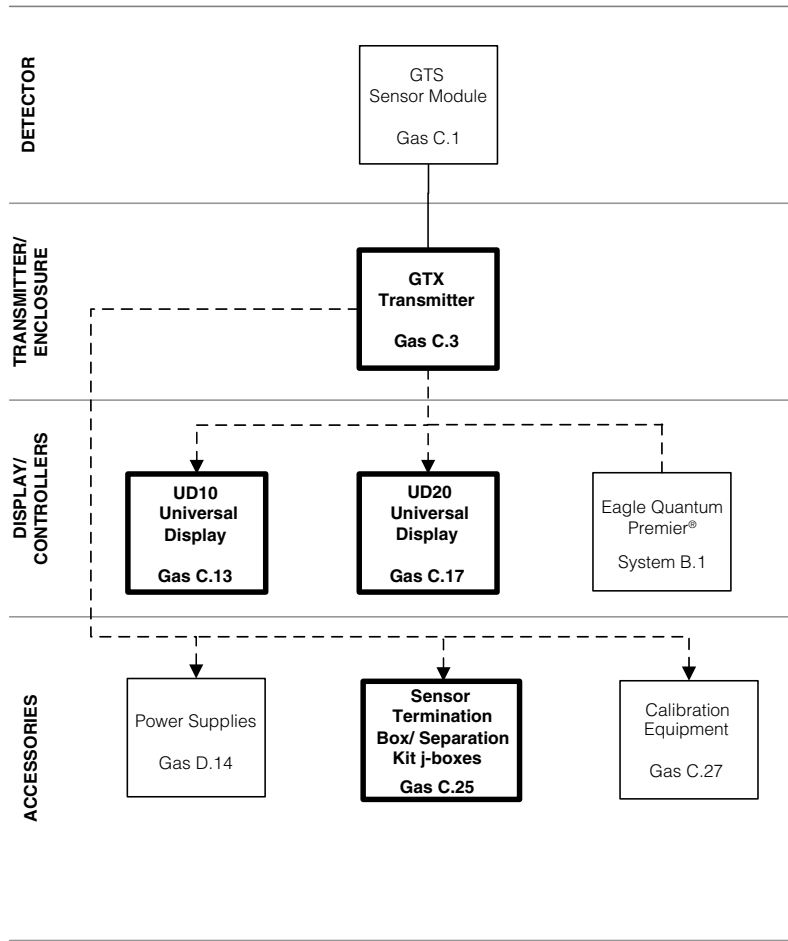 DETECTOR
GTS
Sensor Module
Gas C.1
TRANSMITTER/
ENCLOSURE
GTX
Transmitter
Gas C.3
DISPLAY/
CONTROLLERS
UD10
Universal
Display
Gas C.13
UD20
Universal
Display
Gas C.17
Eagle Quantum
Premier®
System B.1
ACCESSORIES
Power Supplies
Gas D.14
Sensor
Termination
Box/ Separation
Kit j-boxes
Gas C.25
Calibration
Equipment
Gas C.27